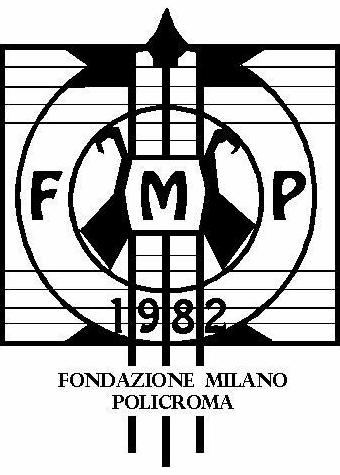 F M P
1982
FONDAZIONE MILANO
POLICROMA